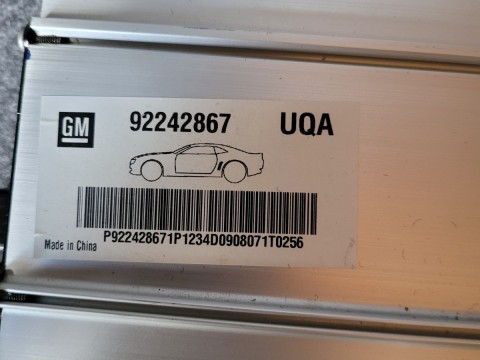 GM 92242867 UQA
P922428671P1234D0908071T0256
Made in China